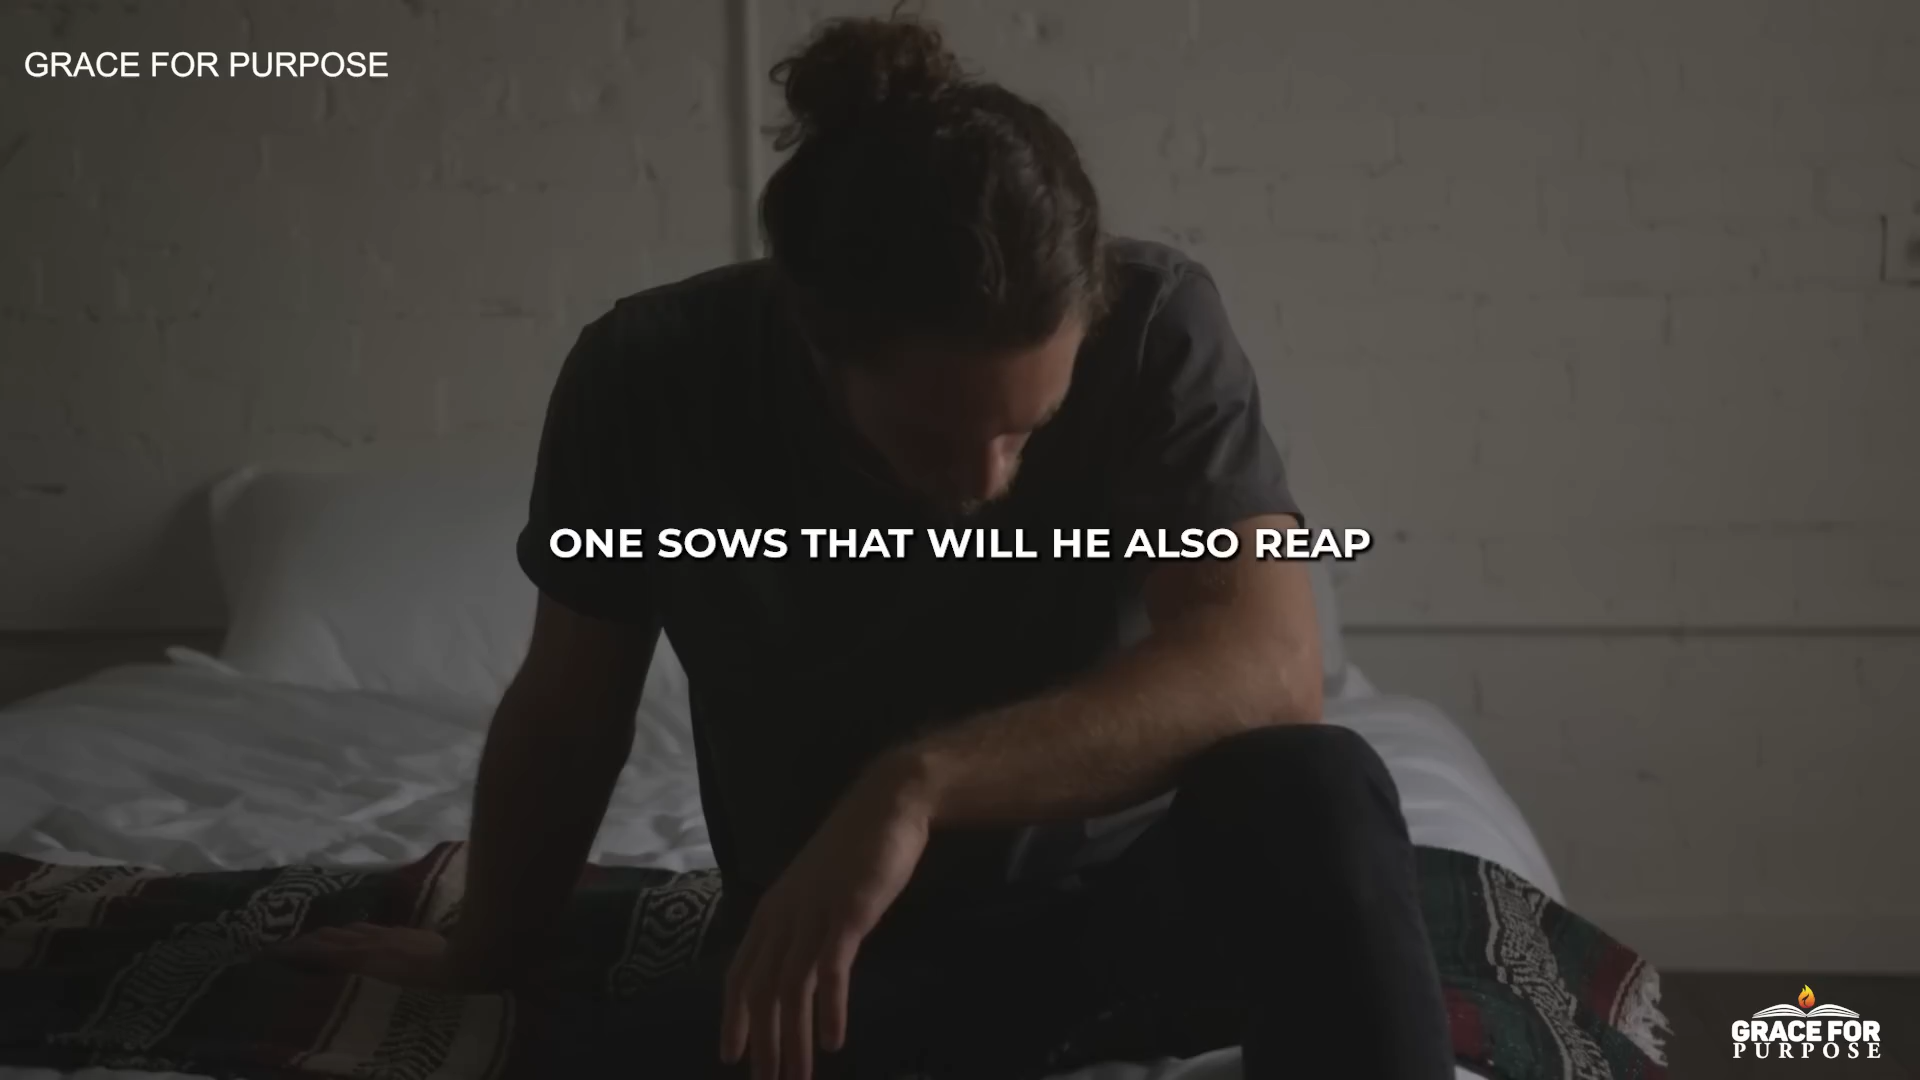 GRACE FOR PURPOSE
ONE SOWS THAT WILL HE ALSO REAP
GRACE FOR
PURPOSE